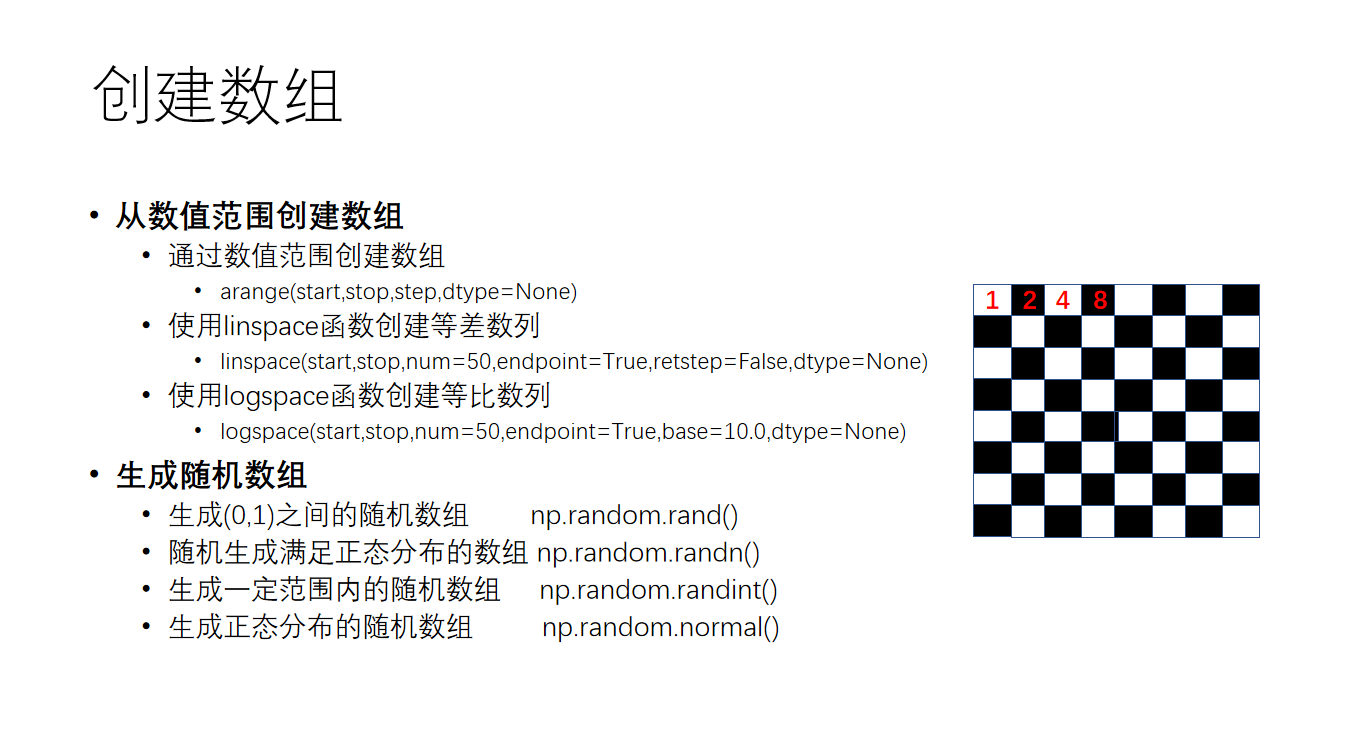 创建数组
• 从数值范围创建数组
• 通过数值范围创建数组
• arange(start,stop,step,dtype=None)
• 使用linspace函数创建等差数列
• linspace(start,stop,num=50,endpoint=True,retstep=False,dtype=None)
• 使用logspace函数创建等比数列
• logspace(start,stop,num=50,endpoint=True,base=10.0,dtype=None)
• 生成随机数组
• 生成(0,1)之间的随机数组 np.random.rand()
• 随机生成满足正态分布的数组 np.random.randn()
• 生成一定范围内的随机数组 np.random.randint()
• 生成正态分布的随机数组 np.random.normal()
1 2 4 8